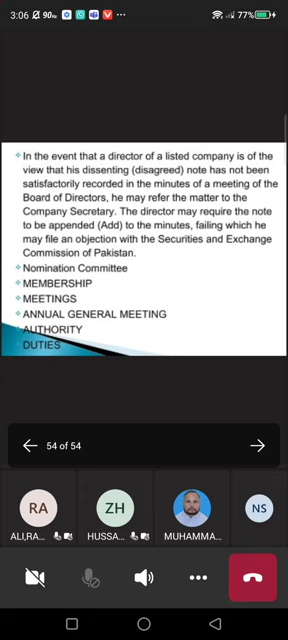 3:06 90Hz 77%
In the event that a director of a listed company is of the
view that his dissenting (disagreed) note has not been
satisfactorily recorded in the minutes of a meeting of the
Board of Directors, he may refer the matter to the
Company Secretary. The director may require the note
to be appended (Add) to the minutes, failing which he
may file an objection with the Securities and Exchange
Commission of Pakistan.
Nomination Committee
MEMBERSHIP
MEETINGS
ANNUAL GENERAL MEETING
AUTHORITY
DUTIES
54 of 54
RA ZH NS
ALI,RA... HUSSA... MUHAMMA...